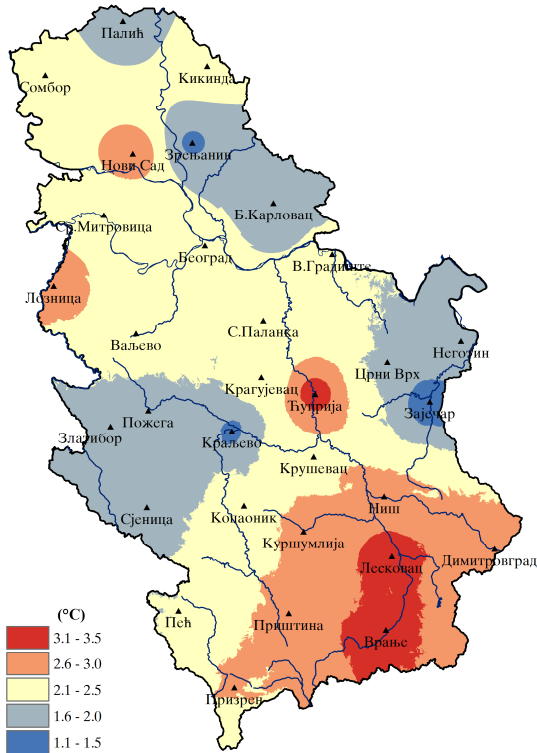 Палић
Кикинда
Сомбор
Зрењанин
Нови Сад
Б.Карловац
Ср.Митровица
Београд
В.Градиште
Лозница
С.Паланка
Ваљево
Неготин
Црни Врх
Крагујевац
Ћуприја
Зајечар
Пожега
Златибор
Краљево
Крушевац
Ниш
Копаоник
Сјеница
Куршумлија
Димитровград
Лесковац
Пећ
Приштина
Врање
Призрен
(°C)
3.1 - 3.5
2.6 - 3.0
2.1 - 2.5
1.6 - 2.0
1.1 - 1.5